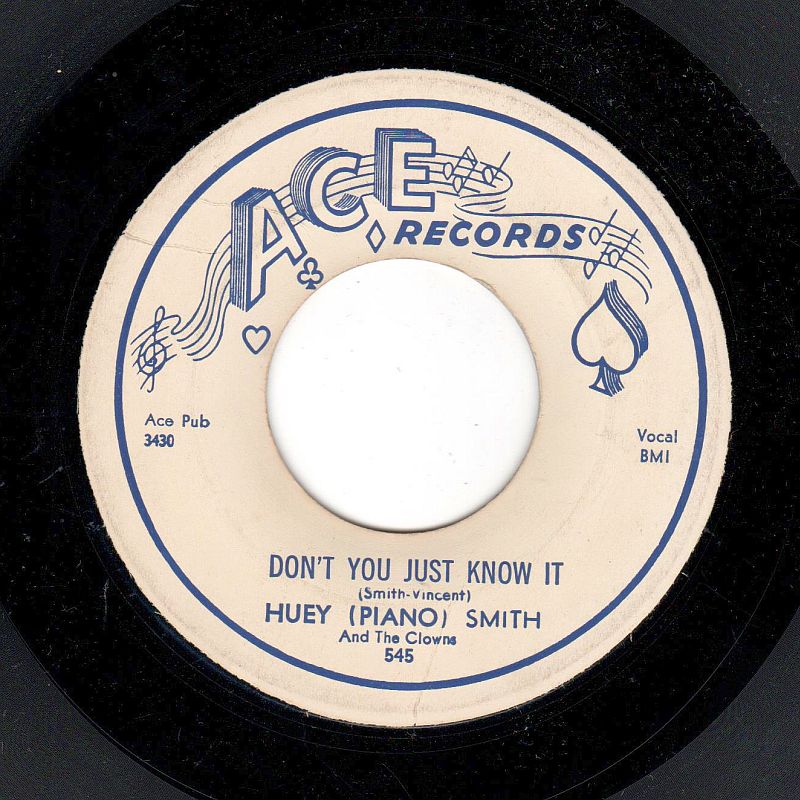 ACE
RECORDS
Ace Pub
3430
Vocal
BMI
DON'T YOU JUST KNOW IT
(Smith-Vincent)
HUEY (PIANO) SMITH
And The Clowns
545